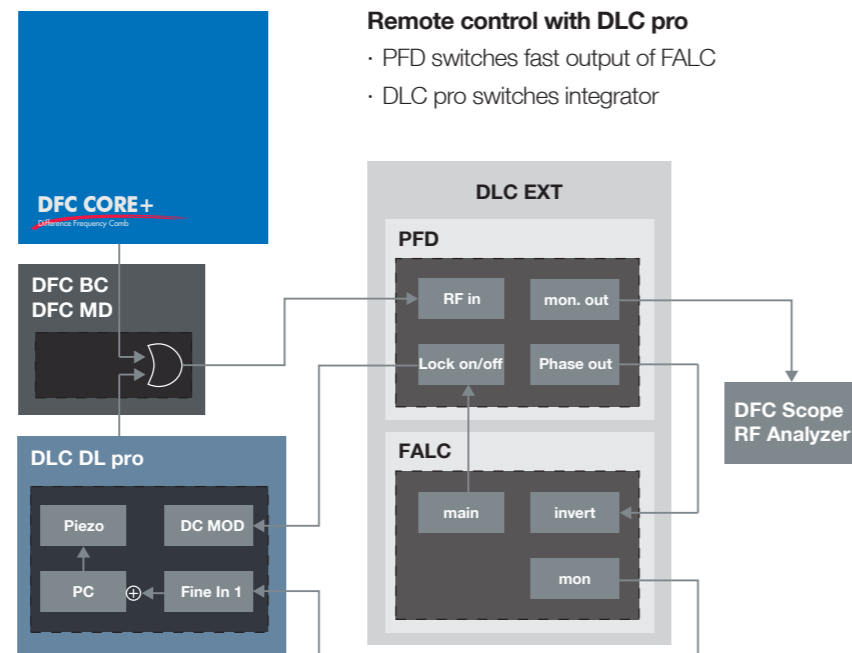 Remote control with DLC pro
· PFD switches fast output of FALC
· DLC pro switches integrator
DFC CORE+
Difference Frequency Comb
DLC EXT
PFD
RF in
mon. out
Lock on/off
Phase out
DFC BC
DFC MD
DFC Scope
RF Analyzer
FALC
main
invert
mon
DLC DL pro
Piezo
DC MOD
PC
Fine In 1